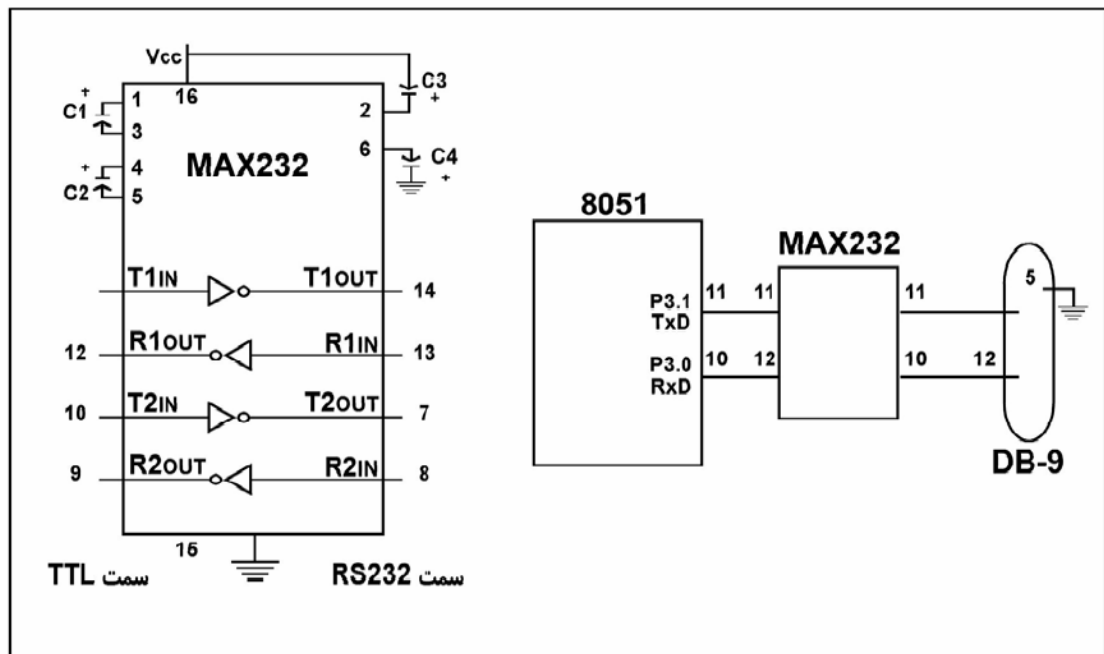 Vcc
16
C1
+
1
3
C2
+
4
5
MAX232
2
C3
+
6
C4
+
T1IN
T1OUT
14
12
R1OUT
R1IN
13
10
T2IN
T2OUT
7
9
R2OUT
R2IN
8
15
سمت TTL
سمت RS232
8051
P3.1
TxD
11
11
P3.0
RxD
10
12
MAX232
11
10
12
5
DB-9